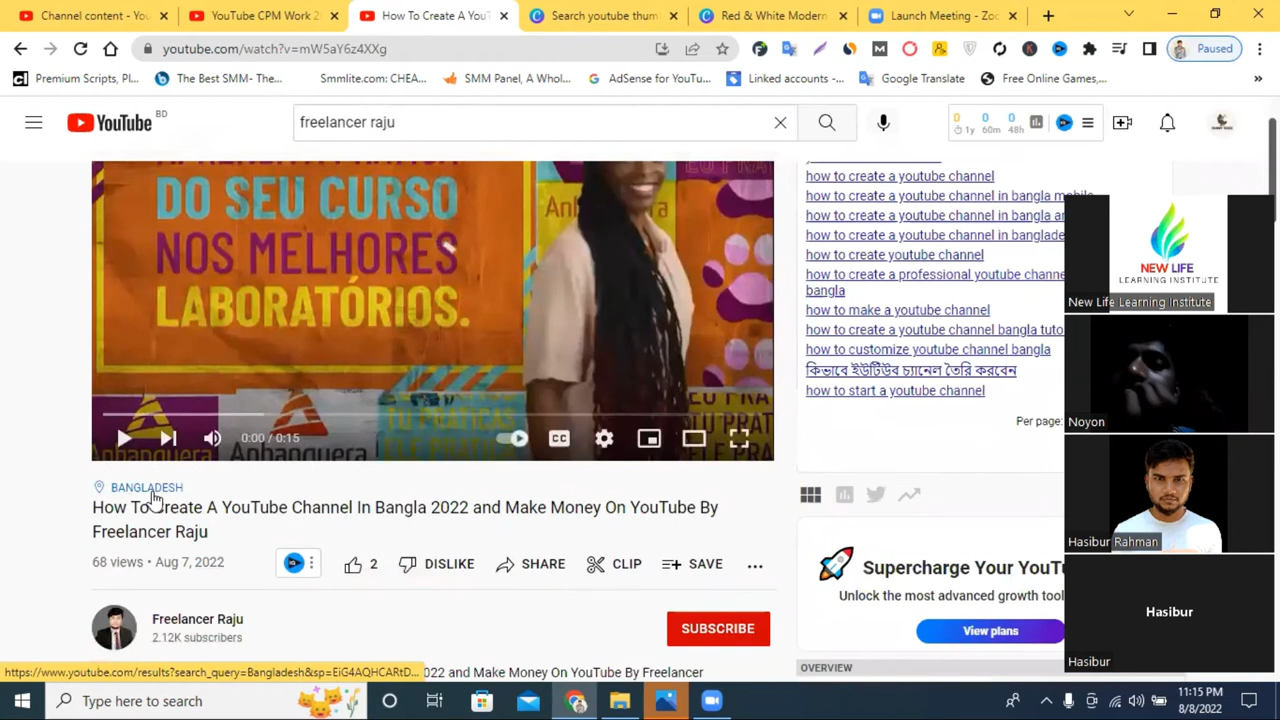 Channel content - You
YouTube CPM Work 2
How To Create A You
Search youtube thum
Red & White Modern
Launch Meeting - Zoo
youtube.com/watch?v=mW5aY6z4XXg
Paused
Premium Scripts, Pl...
The Best SMM- The...
Smmlite.com: CHEA...
SMM Panel, A Whol...
AdSense for YouTu...
Linked accounts -...
Google Translate
Free Online Games,...
YouTube BD
freelancer raju
0 0 0
1y 60m 48h
DO SEU CURSO
NOS MELHORES
LABORATÓRIOS.
Anhanguera
0:00 / 0:15
how to create a youtube channel
how to create a youtube channel in bangla mobile
how to create a youtube channel in bangla an
how to create a youtube channel in banglade
how to create youtube channel
how to create a professional youtube channe
bangla
how to make a youtube channel
how to create a youtube channel bangla tuto
how to customize youtube channel bangla
কিভাবে ইউটিউব চ্যানেল তৈরি করবেন
how to start a youtube channel
Per page:
NEW LIFE
LEARNING INSTITUTE
New Life Learning Institute
Noyon
Hasibur Rahman
Hasibur
Hasibur
BANGLADESH
How To Create A YouTube Channel In Bangla 2022 and Make Money On YouTube By
Freelancer Raju
68 views • Aug 7, 2022
2
DISLIKE
SHARE
CLIP
SAVE
Freelancer Raju
2.12K subscribers
SUBSCRIBE
Supercharge Your YouTu
Unlock the most advanced growth tool
View plans
OVERVIEW
https://www.youtube.com/results?search_query=Bangladesh&sp=EiG4AQHCARtD...
2022 and Make Money On YouTube By Freelancer
Type here to search
11:15 PM
8/8/2022